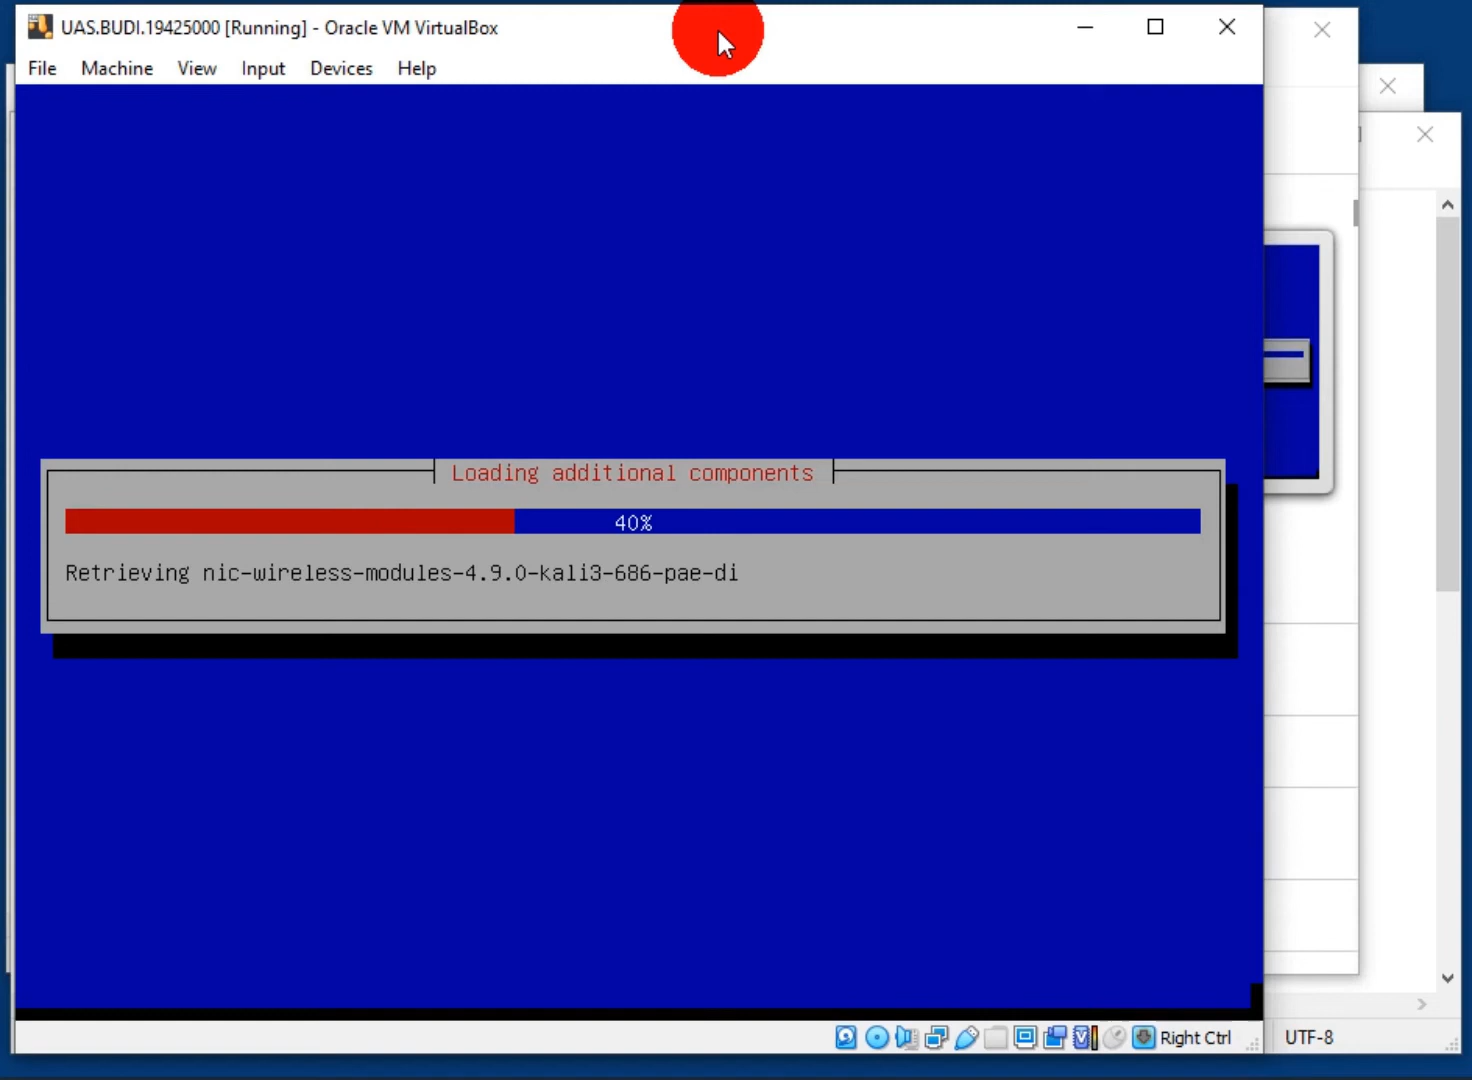 UAS.BUDI.19425000 [Running] - Oracle VM VirtualBox
File Machine View Input Devices Help
Loading additional components
40%
Retrieving nic-wireless-modules-4.9.0-kali3-686-pae-di
Right Ctrl
UTF-8